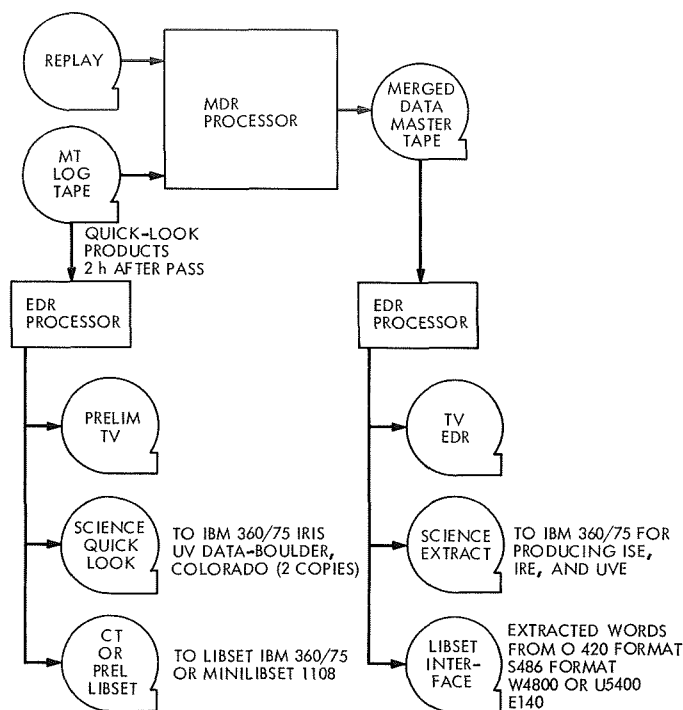 REPLAY
MDR
PROCESSOR
MERGED
DATA
MASTER
TAPE
MT
LOG
TAPE
QUICK-LOOK
PRODUCTS
2 h AFTER PASS
EDR
PROCESSOR
EDR
PROCESSOR
PRELIM
TV
TV
EDR
SCIENCE
QUICK
LOOK
TO IBM 360/75 IRIS
UV DATA-BOULDER,
COLORADO (2 COPIES)
SCIENCE
EXTRACT
TO IBM 360/75 FOR
PRODUCING ISE,
IRE, AND UVE
CT
OR
PREL
LIBSET
TO LIBSET IBM 360/75
OR MINILIBSET 1108
LIBSET
INTER-
FACE
EXTRACTED WORDS
FROM O 420 FORMAT
S486 FORMAT
W4800 OR U5400
E140